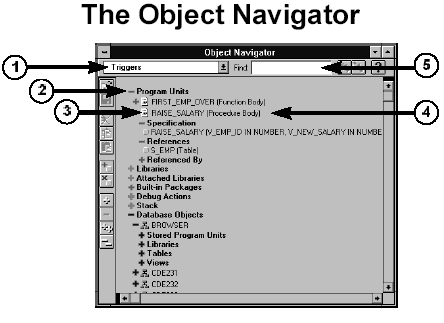 The Object Navigator
Object Navigator
1
Triggers
Find:
5
?
2
Program Units
FIRST_EMP_OVER (Function Body)
3
RAISE_SALARY (Procedure Body)
4
Specification
RAISE_SALARY (V_EMP_ID IN NUMBER, V_NEW_SALARY IN NUMBE
References
S_EMP (Table)
Referenced By
Libraries
Attached Libraries
Built-in Packages
Debug Actions
Stack
Database Objects
BROWSER
Stored Program Units
Libraries
Tables
Views
CDE231
CDE232